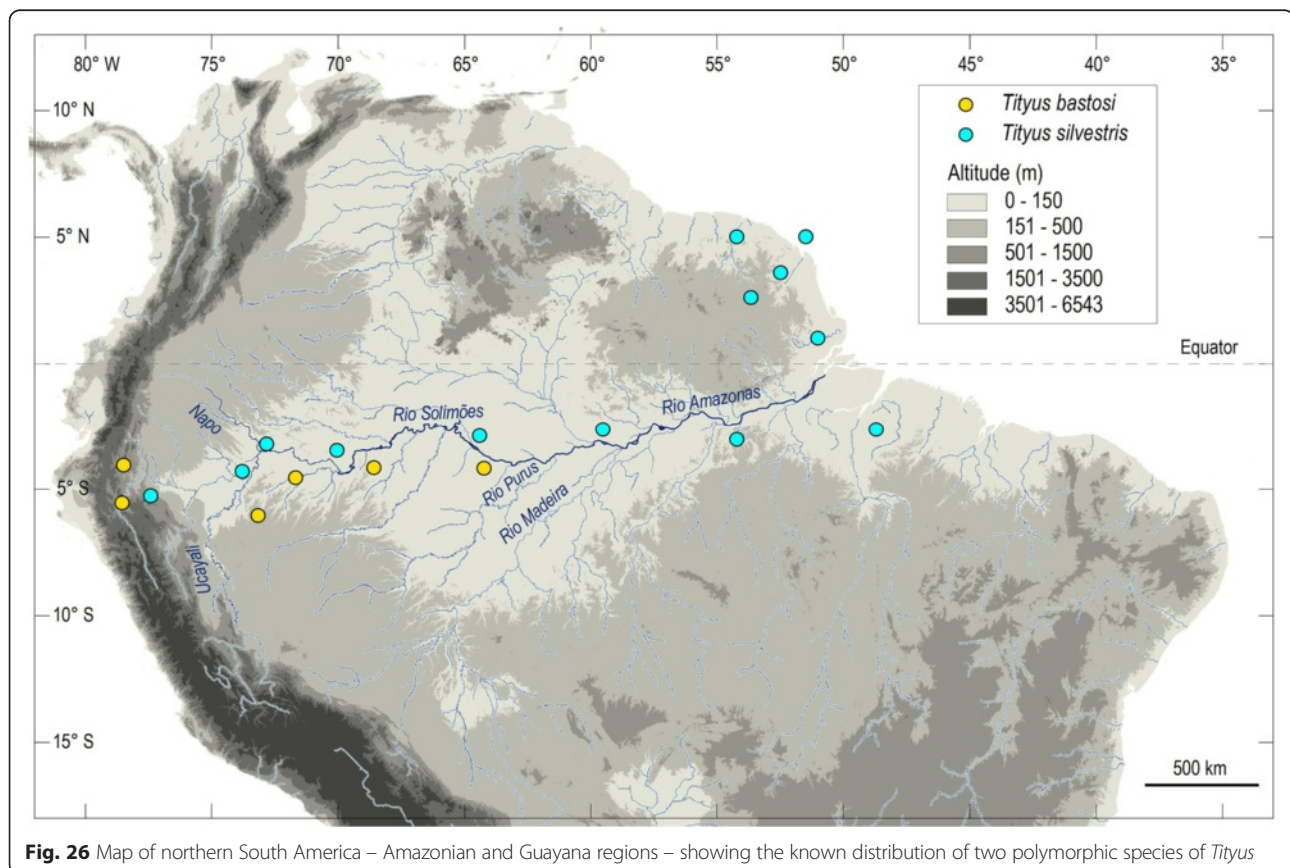 80° W 75° 70° 65° 60° 55° 50° 45° 40° 35°
10° N
5° N
5° S
10° S
15° S
Tityus bastosi
Tityus silvestris
Altitude (m)
0 - 150
151 - 500
501 - 1500
1501 - 3500
3501 - 6543
Equator
Napo
Rio Solimões
Rio Amazonas
Rio Purus
Rio Madeira
Ucayali
500 km
Fig. 26 Map of northern South America – Amazonian and Guayana regions – showing the known distribution of two polymorphic species of Tityus